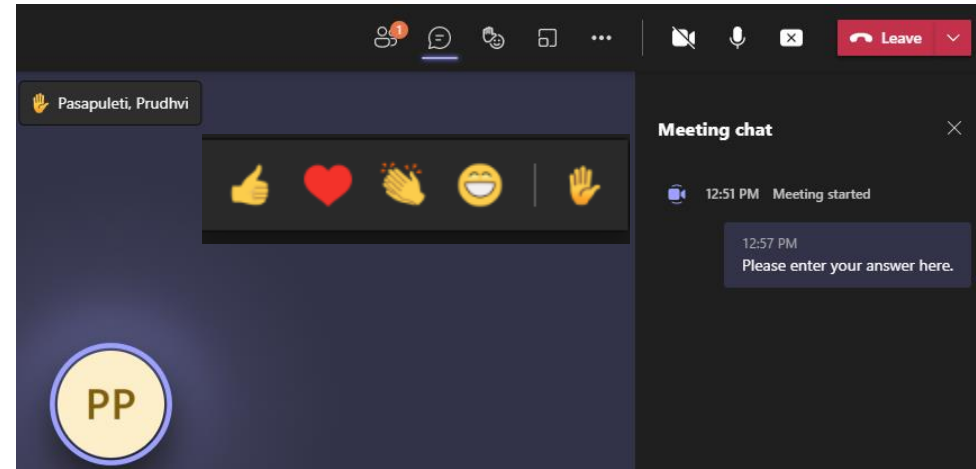 1
Leave
Pasapuleti, Prudhvi
Meeting chat
12:51 PM Meeting started
12:57 PM
Please enter your answer here.
PP